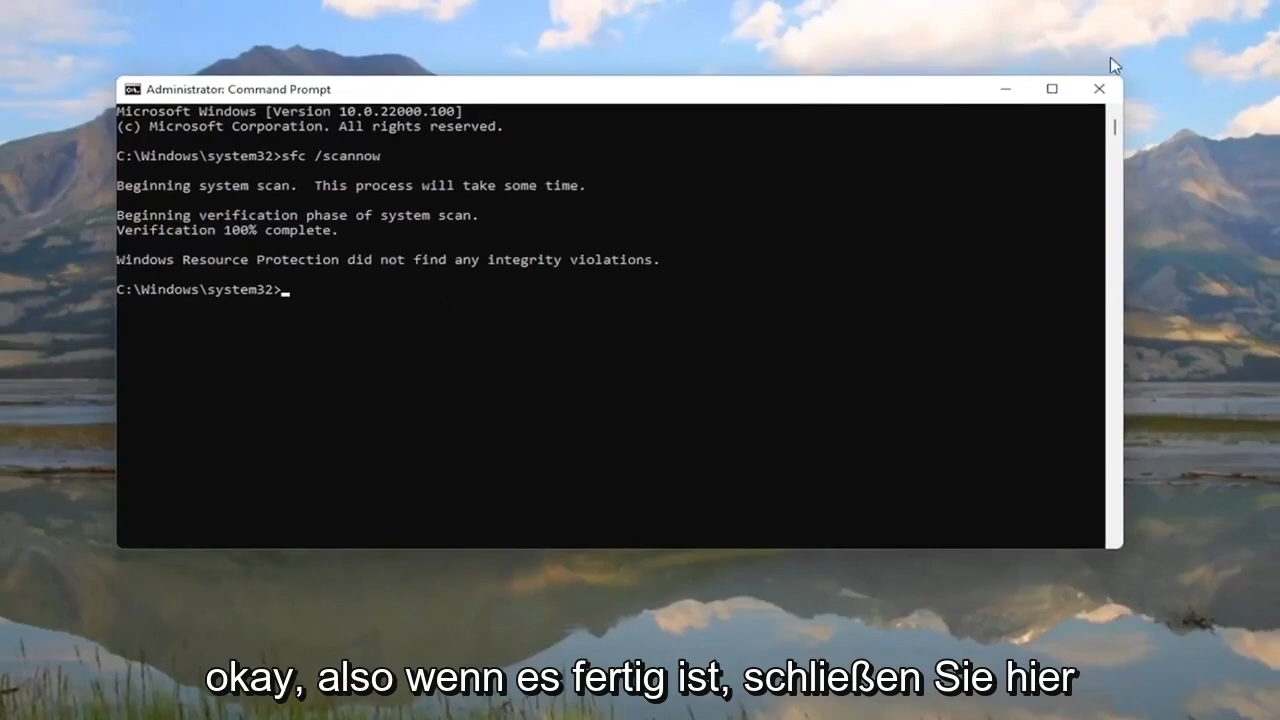 Administrator: Command Prompt
Microsoft Windows [Version 10.0.22000.100]
(c) Microsoft Corporation. All rights reserved.
C:\Windows\system32>sfc /scannow
Beginning system scan.  This process will take some time.
Beginning verification phase of system scan.
Verification 100% complete.
Windows Resource Protection did not find any integrity violations.
C:\Windows\system32>
okay, also wenn es fertig ist, schließen Sie hier